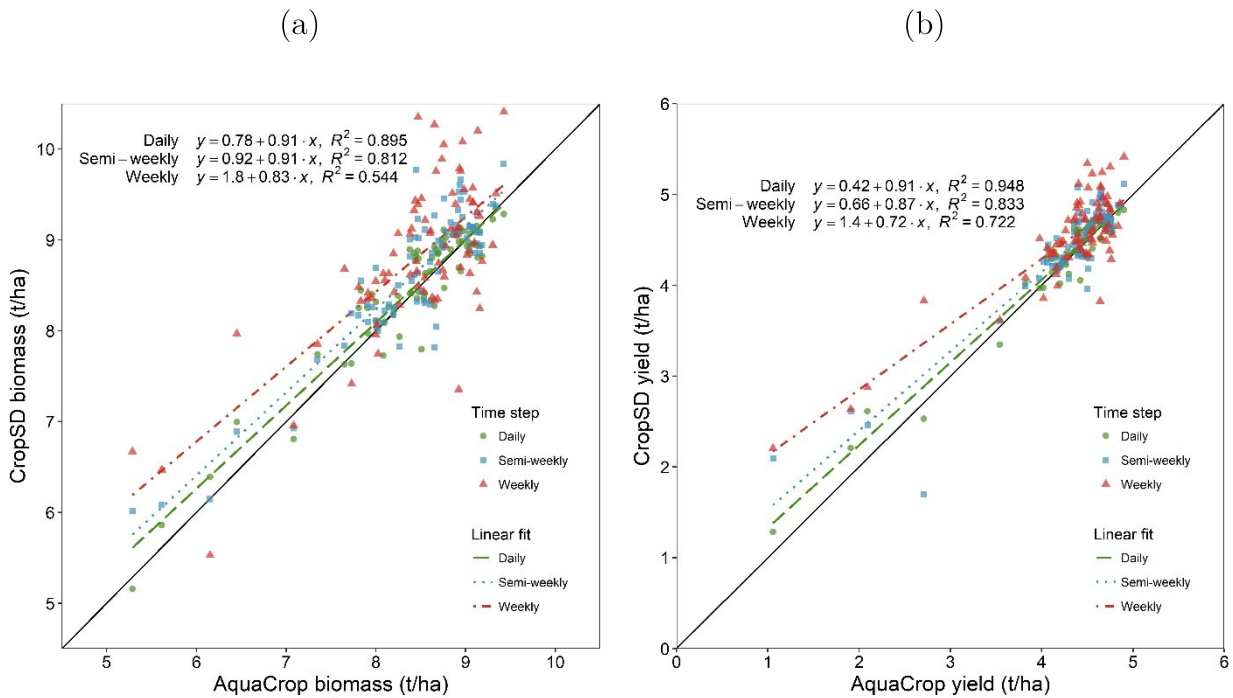 (a)
(b)
Daily y = 0.78 + 0.91 · x, R² = 0.895
Semi−weekly y = 0.92 + 0.91 · x, R² = 0.812
Weekly y = 1.8 + 0.83 · x, R² = 0.544
10
9
8
7
6
5
CropSD biomass (t/ha)
Time step
Daily
Semi-weekly
Weekly
Linear fit
Daily
Semi-weekly
Weekly
5 6 7 8 9 10
AquaCrop biomass (t/ha)
Daily y = 0.42 + 0.91 · x, R² = 0.948
Semi−weekly y = 0.66 + 0.87 · x, R² = 0.833
Weekly y = 1.4 + 0.72 · x, R² = 0.722
6
5
4
3
2
1
0
CropSD yield (t/ha)
Time step
Daily
Semi-weekly
Weekly
Linear fit
Daily
Semi-weekly
Weekly
0 1 2 3 4 5 6
AquaCrop yield (t/ha)